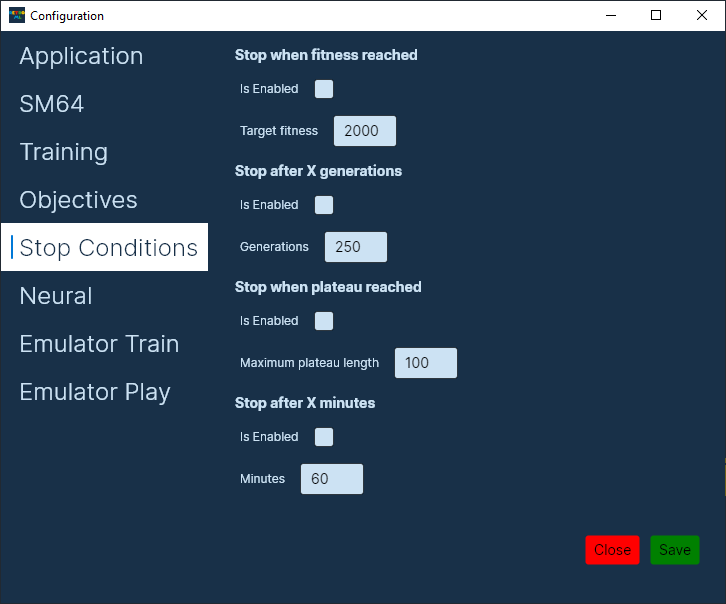 Configuration
Application
SM64
Training
Objectives
Stop Conditions
Neural
Emulator Train
Emulator Play
Stop when fitness reached
Is Enabled
Target fitness 2000
Stop after X generations
Is Enabled
Generations 250
Stop when plateau reached
Is Enabled
Maximum plateau length 100
Stop after X minutes
Is Enabled
Minutes 60
Close Save